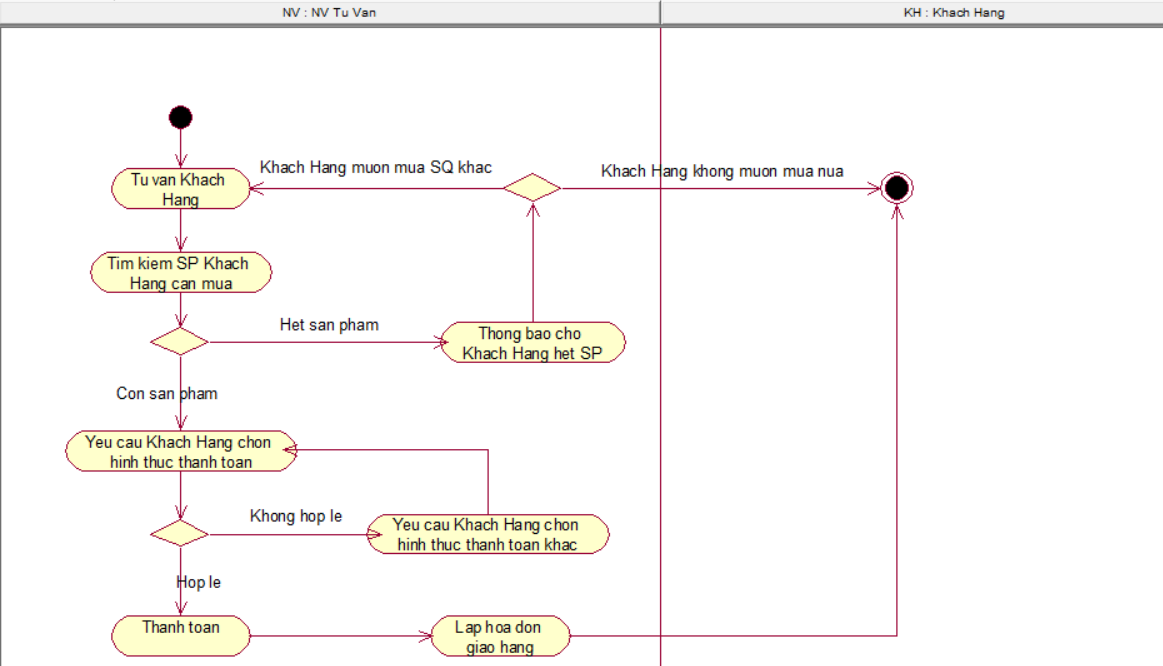 NV : NV Tu Van
KH : Khach Hang
Khach Hang muon mua SQ khac
Khach Hang khong muon mua nua
Tu van Khach
Hang
Tim kiem SP Khach
Hang can mua
Het san pham
Thong bao cho
Khach Hang het SP
Con san pham
Yeu cau Khach Hang chon
hinh thuc thanh toan
Khong hop le
Yeu cau Khach Hang chon
hinh thuc thanh toan khac
Hop le
Thanh toan
Lap hoa don
giao hang